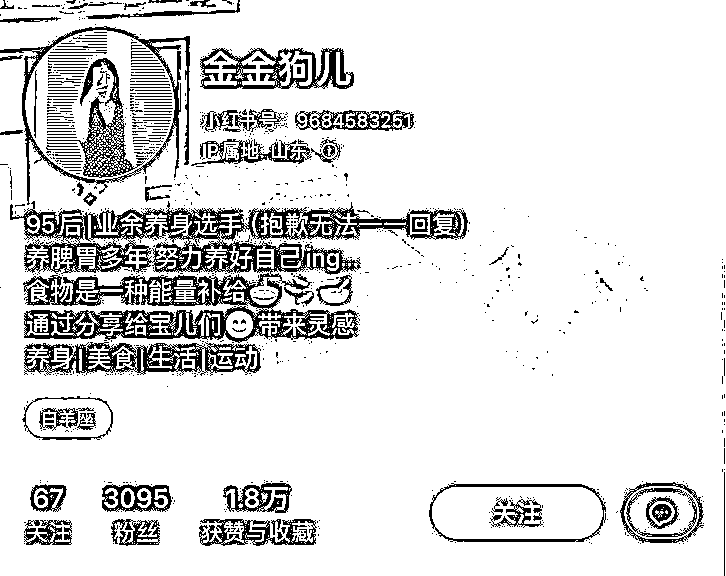 金金狗儿
小红书号：9684583251
IP属地：山东
95后|业余养身选手（抱歉无法一一回复）
养脾胃多年 努力养好自己ing...
食物是一种能量补给🍲🌶️🥣
通过分享给宝儿们😊带来灵感
养身|美食|生活|运动
白羊座
67 3095 1.8万
关注 粉丝 获赞与收藏
关注